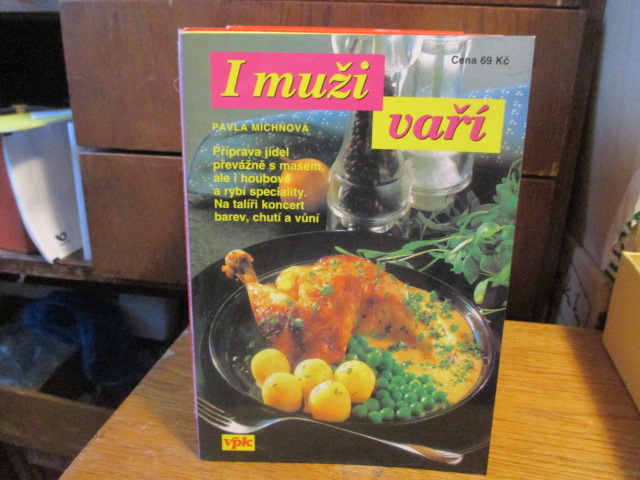 Cena 69 Kč
I muži
vaří
PAVLA MICHŇOVÁ
Příprava jídel
převážně s masem,
ale i houbové
a rybí speciality.
Na talíři koncert
barev, chutí a vůní
vpk